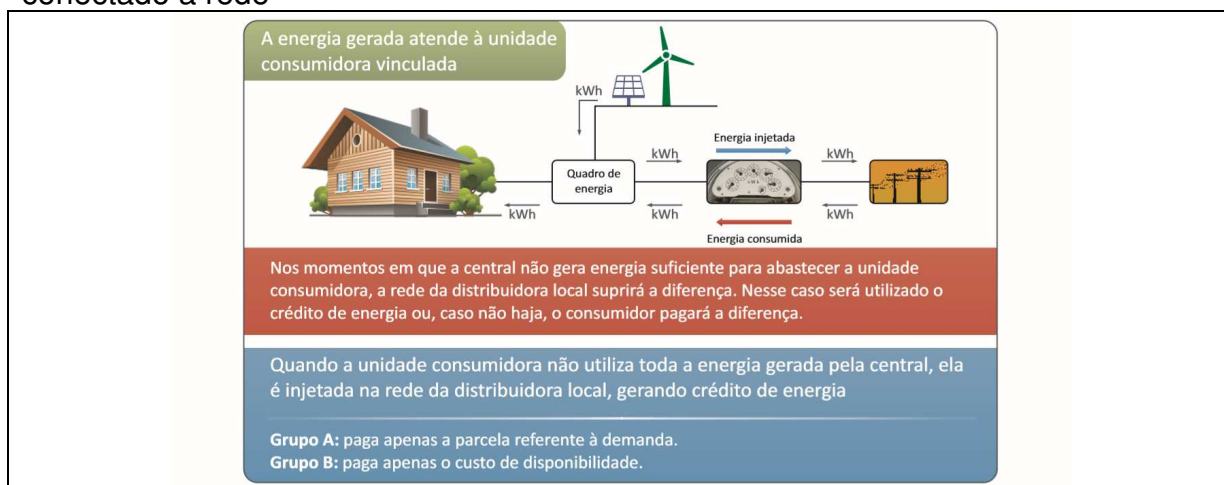 conectado à rede
A energia gerada atende à unidade
consumidora vinculada
kWh
Energia injetada
kWh
kWh
Quadro de
energia
kWh
kWh
kWh
Energia consumida
Nos momentos em que a central não gera energia suficiente para abastecer a unidade
consumidora, a rede da distribuidora local suprirá a diferença. Nesse caso será utilizado o
crédito de energia ou, caso não haja, o consumidor pagará a diferença.
Quando a unidade consumidora não utiliza toda a energia gerada pela central, ela
é injetada na rede da distribuidora local, gerando crédito de energia
Grupo A: paga apenas a parcela referente à demanda.
Grupo B: paga apenas o custo de disponibilidade.